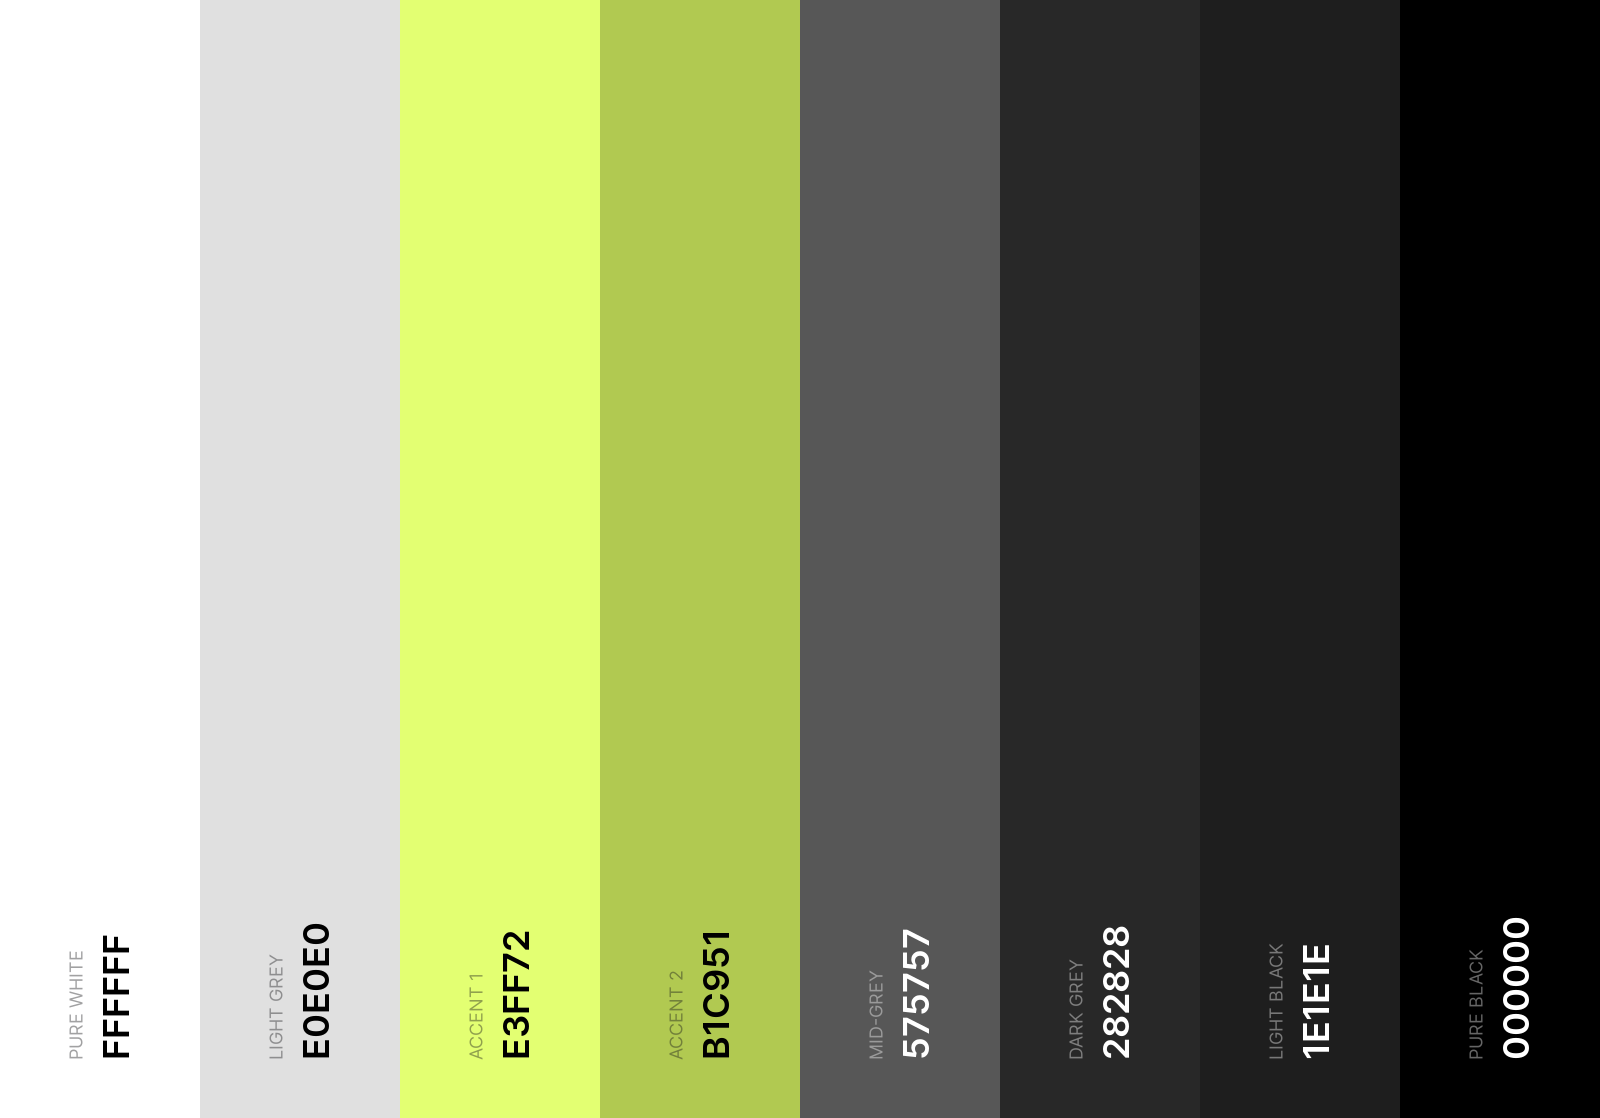 PURE WHITE
FFFFFF
LIGHT GREY
E0E0E0
ACCENT 1
E3FF72
ACCENT 2
B1C951
MID-GREY
575757
DARK GREY
282828
LIGHT BLACK
1E1E1E
PURE BLACK
000000